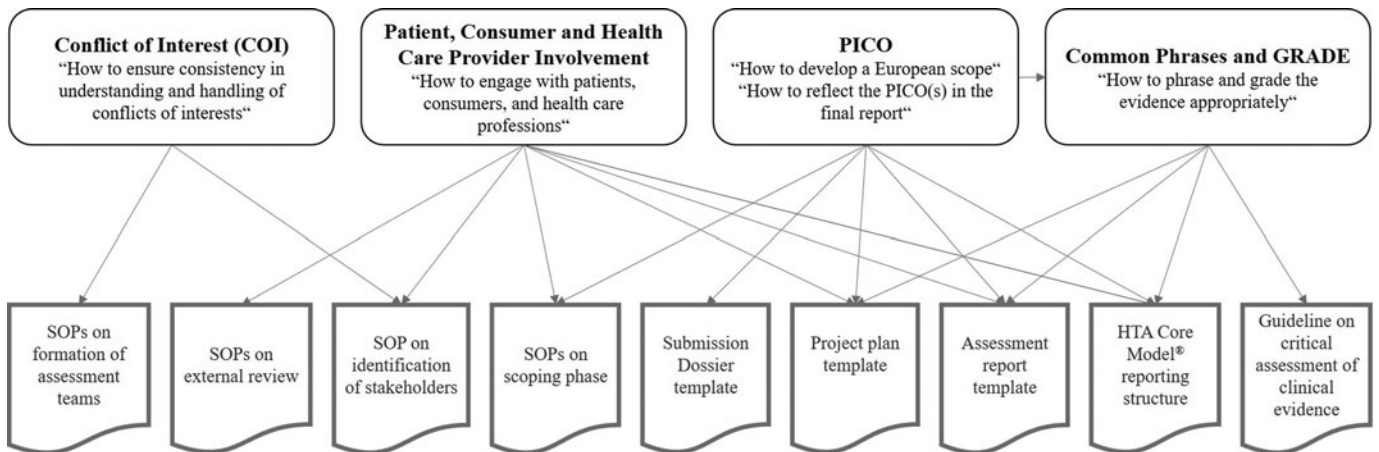 Conflict of Interest (COI)
“How to ensure consistency in
understanding and handling of
conflicts of interests“
Patient, Consumer and Health
Care Provider Involvement
“How to engage with patients,
consumers, and health care
professions“
PICO
“How to develop a European scope“
“How to reflect the PICO(s) in the
final report“
Common Phrases and GRADE
“How to phrase and grade the
evidence appropriately“
SOPs on
formation of
assessment
teams
SOPs on
external review
SOP on
identification
of stakeholders
SOPs on
scoping phase
Submission
Dossier
template
Project plan
template
Assessment
report
template
HTA Core
Model®
reporting
structure
Guideline on
critical
assessment of
clinical
evidence